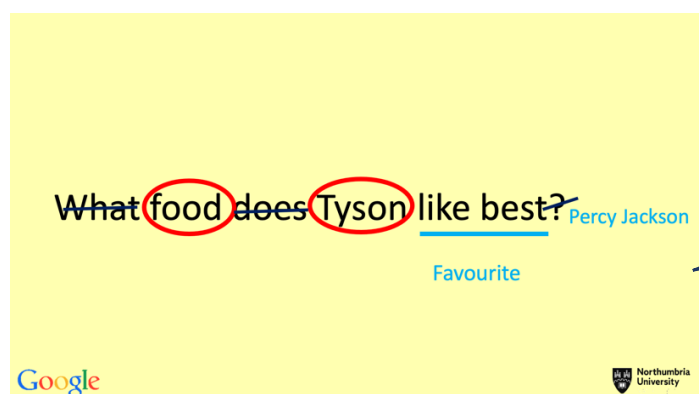 What food does Tyson like best?
Percy Jackson
Favourite
Google
Northumbria
University